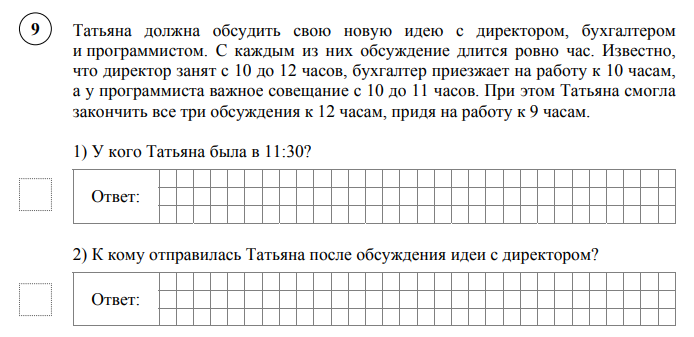 9
Татьяна должна обсудить свою новую идею с директором, бухгалтером
и программистом. С каждым из них обсуждение длится ровно час. Известно,
что директор занят с 10 до 12 часов, бухгалтер приезжает на работу к 10 часам,
а у программиста важное совещание с 10 до 11 часов. При этом Татьяна смогла
закончить все три обсуждения к 12 часам, придя на работу к 9 часам.
1) У кого Татьяна была в 11:30?
Ответ:
2) К кому отправилась Татьяна после обсуждения идеи с директором?
Ответ: